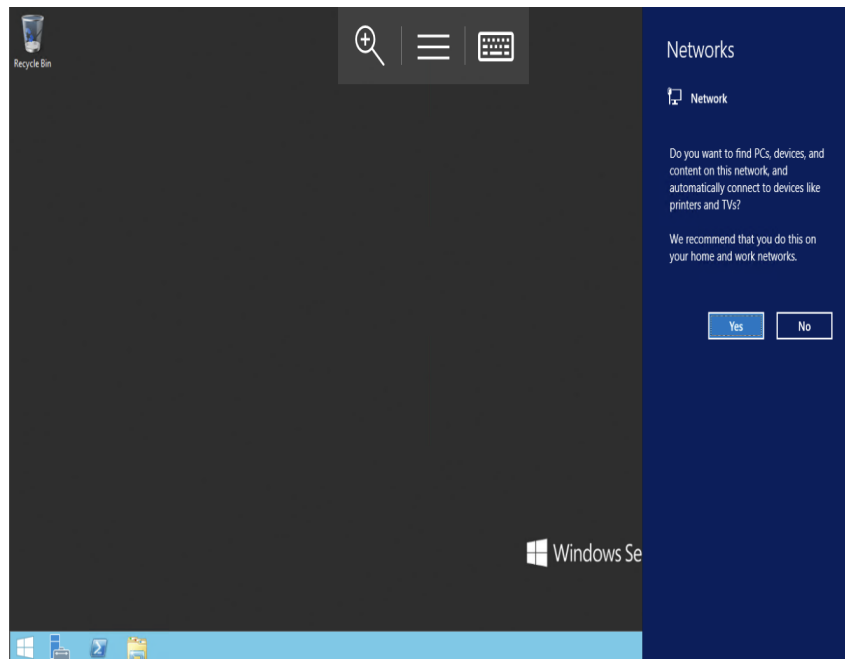 Recycle Bin
Networks
Network
Do you want to find PCs, devices, and
content on this network, and
automatically connect to devices like
printers and TVs?
We recommend that you do this on
your home and work networks.
Yes No
Windows Se